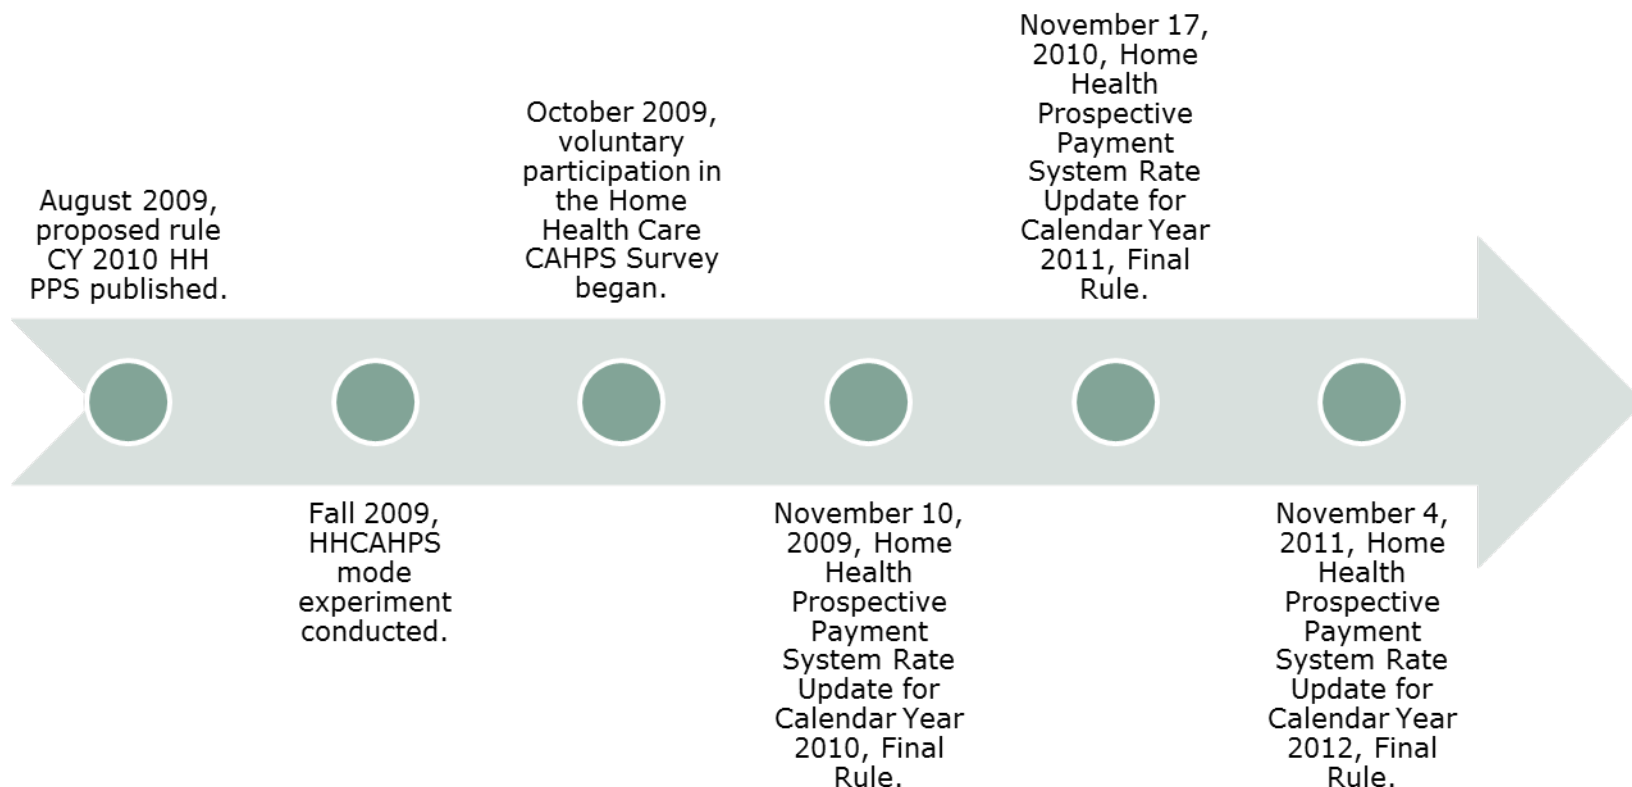 August 2009,
proposed rule
CY 2010 HH
PPS published.
Fall 2009,
HHCAHPS
mode
experiment
conducted.
October 2009,
voluntary
participation in
the Home
Health Care
CAHPS Survey
began.
November 10,
2009, Home
Health
Prospective
Payment
System Rate
Update for
Calendar Year
2010, Final
Rule.
November 17,
2010, Home
Health
Prospective
Payment
System Rate
Update for
Calendar Year
2011, Final
Rule.
November 4,
2011, Home
Health
Prospective
Payment
System Rate
Update for
Calendar Year
2012, Final
Rule.